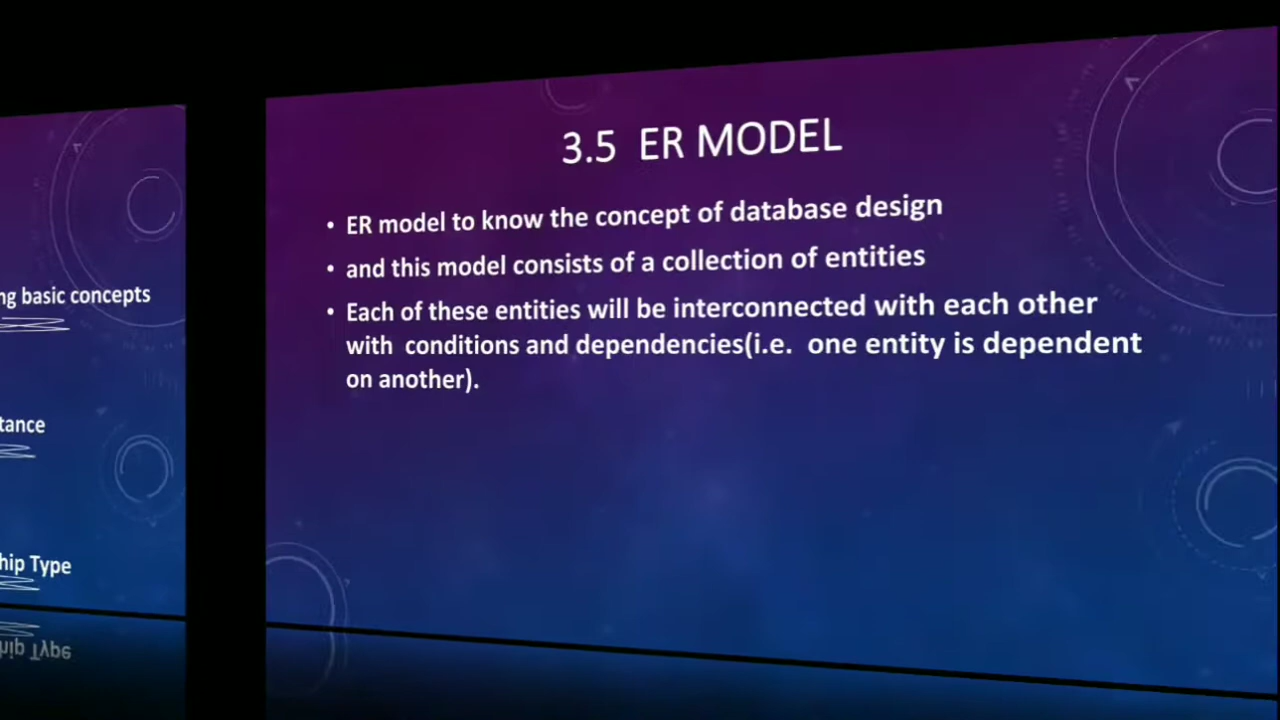 ng basic concepts
tance
hip Type
3.5 ER MODEL
• ER model to know the concept of database design
• and this model consists of a collection of entities
• Each of these entities will be interconnected with each other
with conditions and dependencies(i.e. one entity is dependent
on another).